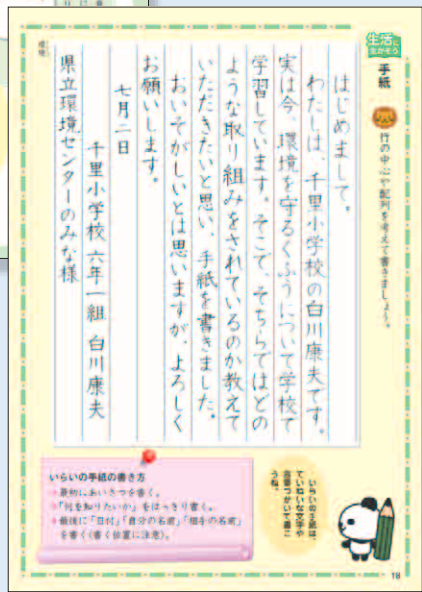 生活に
生かそう
手紙
行の中心や配列を考えて書きましょう。
はじめまして。
わたしは、千里小学校の白川康夫です。
実は今、環境を守るくふうについて学校で
学習しています。そこで、そちらではどの
ような取り組みをされているのか教えて
いただきたいと思い、手紙を書きました。
おいそがしいとは思いますが、よろしく
お願いします。
七月二日
千里小学校 六年一組 白川康夫
県立環境センターのみな様
いらいの手紙は、
ていねいな文字や
言葉づかいで書こ
うね。
いらいの手紙の書き方
最初にあいさつを書く。
「何を知りたいか」をはっきり書く。
最後に「日付」「自分の名前」「相手の名前」
を書く(書く位置に注意)。
18